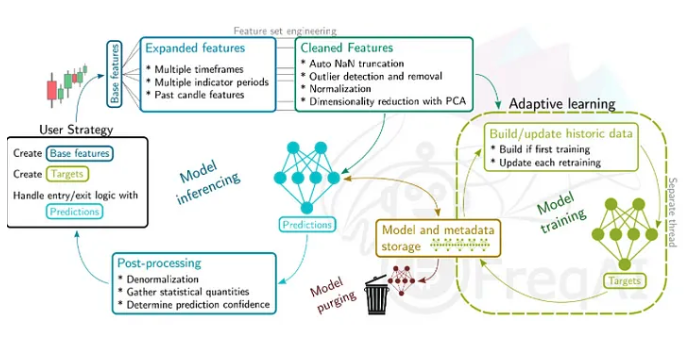 Feature set engineering
Base features
Expanded features
* Multiple timeframes
* Multiple indicator periods
* Past candle features
Cleaned Features
* Auto NaN truncation
* Outlier detection and removal
* Normalization
* Dimensionality reduction with PCA
Adaptive learning
Build/update historic data
* Build if first training
* Update each retraining
User Strategy
Create Base features
Create Targets
Handle entry/exit logic with
Predictions
Model
inferencing
Predictions
Model and metadata
storage
Model
training
Separate thread
Targets
Post-processing
* Denormalization
* Gather statistical quantities
* Determine prediction confidence
Model
purging
FreqAI